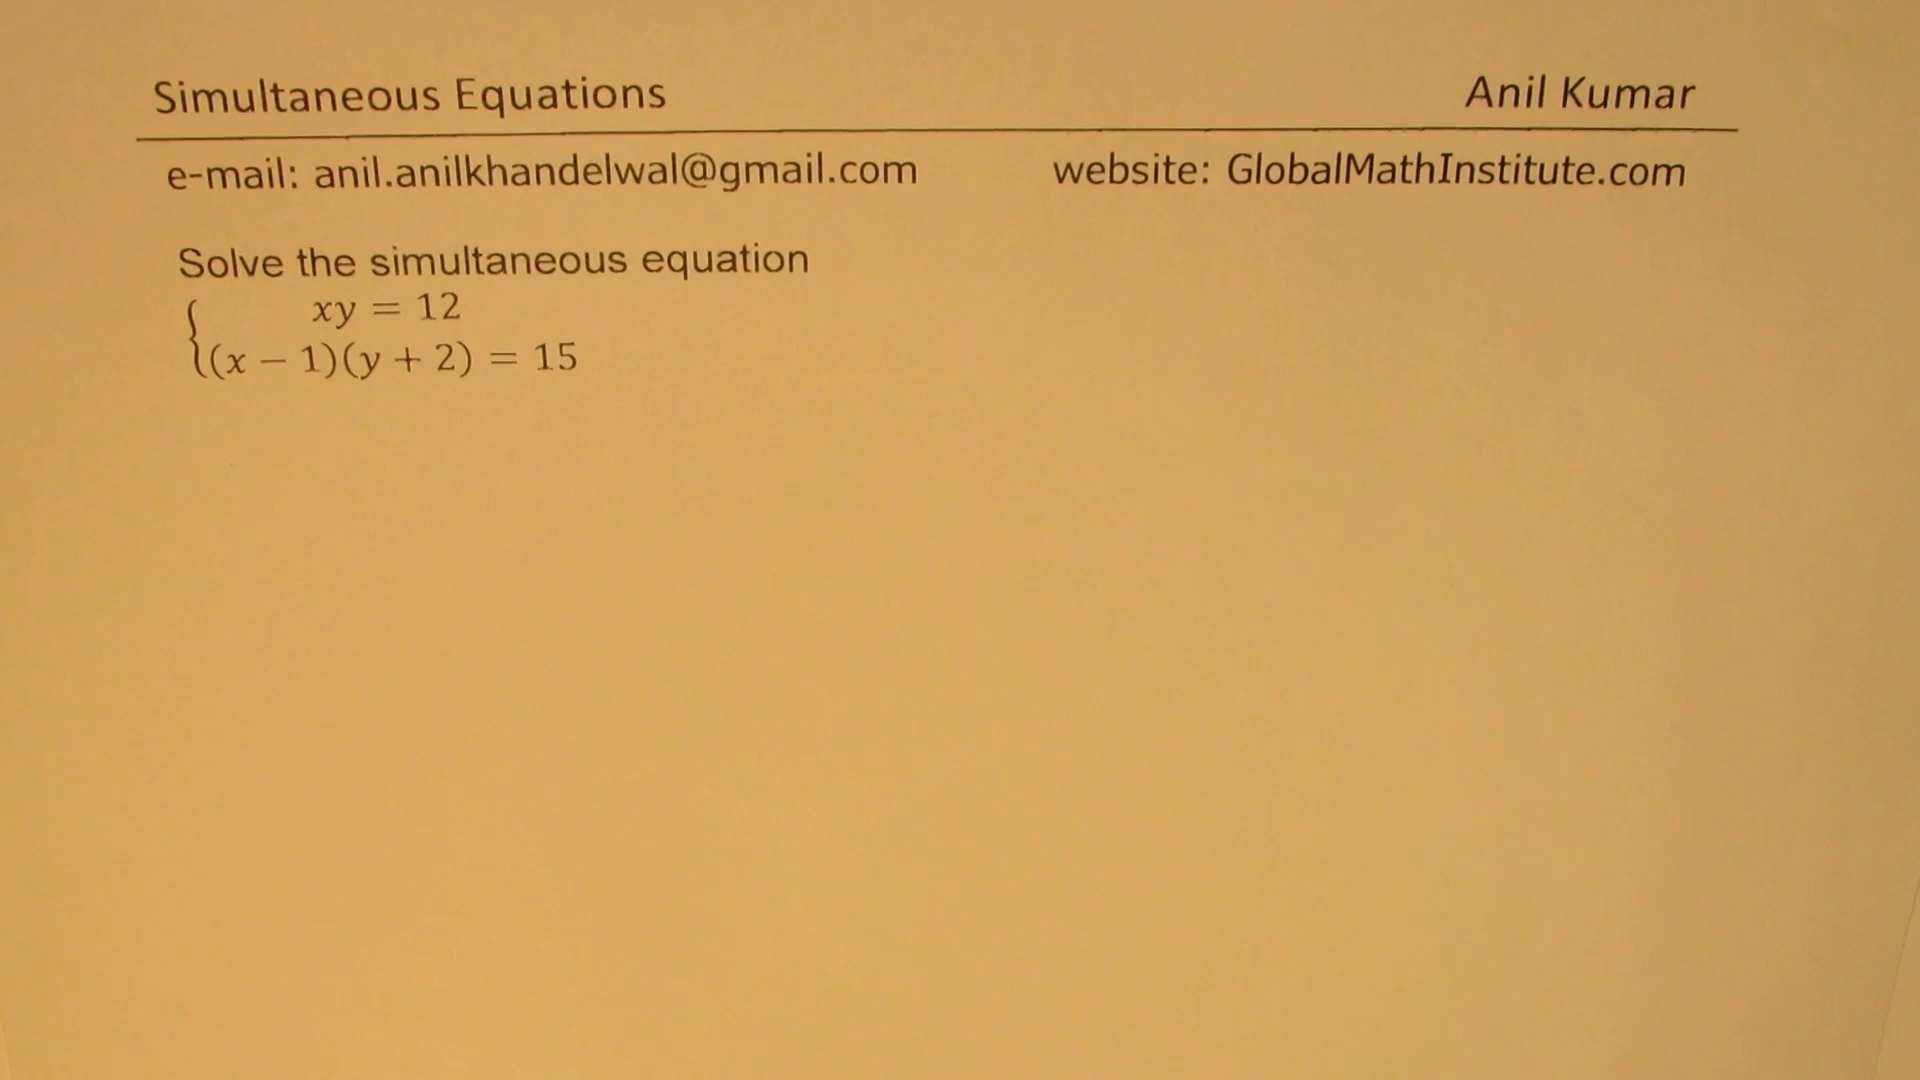 Simultaneous Equations Anil Kumar
e-mail: anil.anilkhandelwal@gmail.com website: GlobalMathInstitute.com
Solve the simultaneous equation
xy = 12
(x − 1)(y + 2) = 15